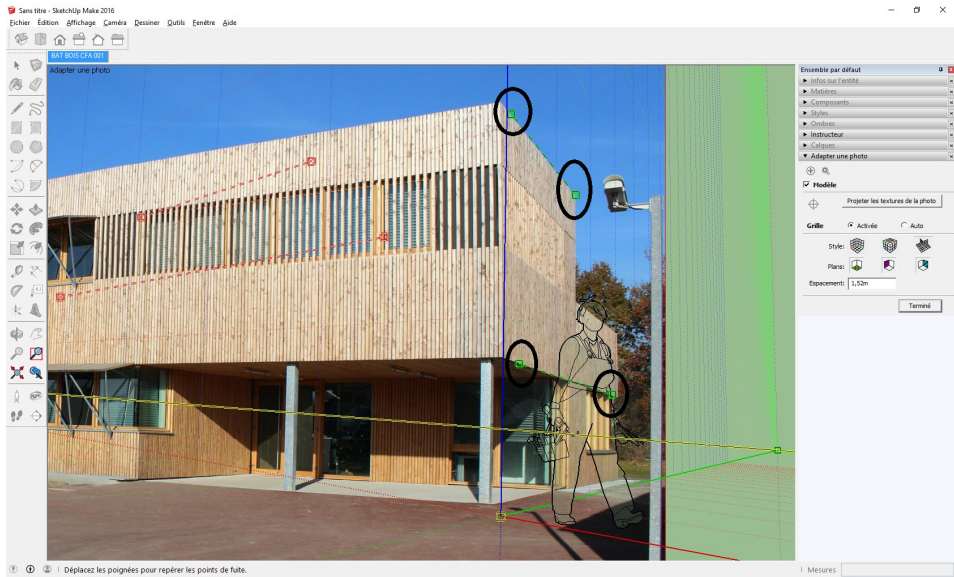 Sans titre - SketchUp Make 2016
Fichier Édition Affichage Caméra Dessiner Outils Fenêtre Aide
BAT BOIS CFA 001
Adapter une photo
Ensemble par défaut
Infos sur l'entité
Matières
Composants
Styles
Ombres
Instructeur
Calques
Adapter une photo
Modèle
Projeter les textures de la photo
Grille Activée Auto
Style:
Plans:
Espacement: 1,52m
Terminé
Déplacez les poignées pour repérer les points de fuite.
Mesures